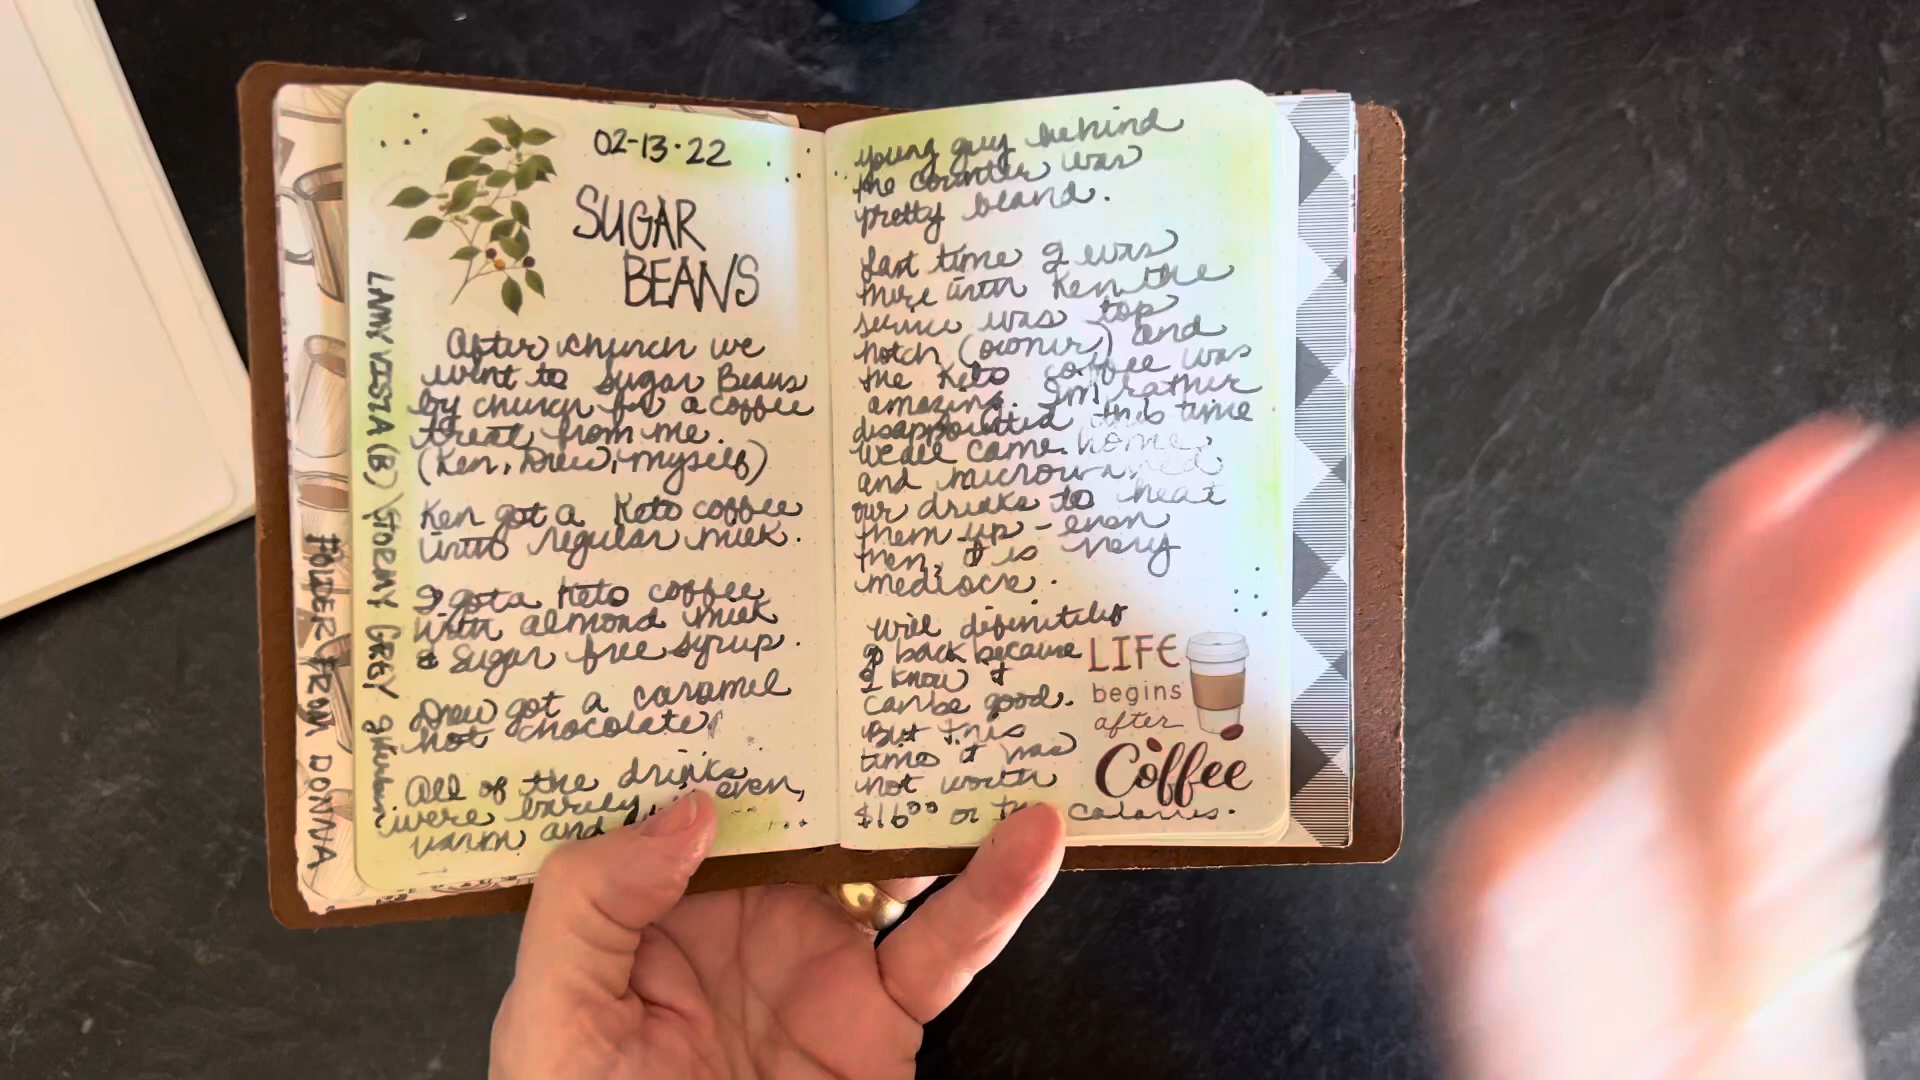 02-13-22
SUGAR
BEANS
After church we
went to Sugar Beans
by church for a coffee
treat from me.
(Ken, Drew, myself)
Ken got a Keto coffee
with regular milk.
I got a Keto coffee
with almond milk
& sugar free syrup.
Drew got a caramel
hot chocolate.
All of the drinks
were barely, even,
warm and
LAMY VISTA (B) \ STORMY GREY
FOLDER FROM DONNA
young guy behind
the counter was
pretty bland.
Last time I was
there with Ken the
service was top
notch (owner) and
the Keto coffee was
amazing. I'm rather
disappointed this time
we all came home
and microwaved
our drinks to heat
them up - even
then, it is very
mediocre.
Will definitely
go back because
I know it
can be good.
But this
time it was
not worth
$16⁰⁰ or the calories.
LIFE
begins
after
Coffee